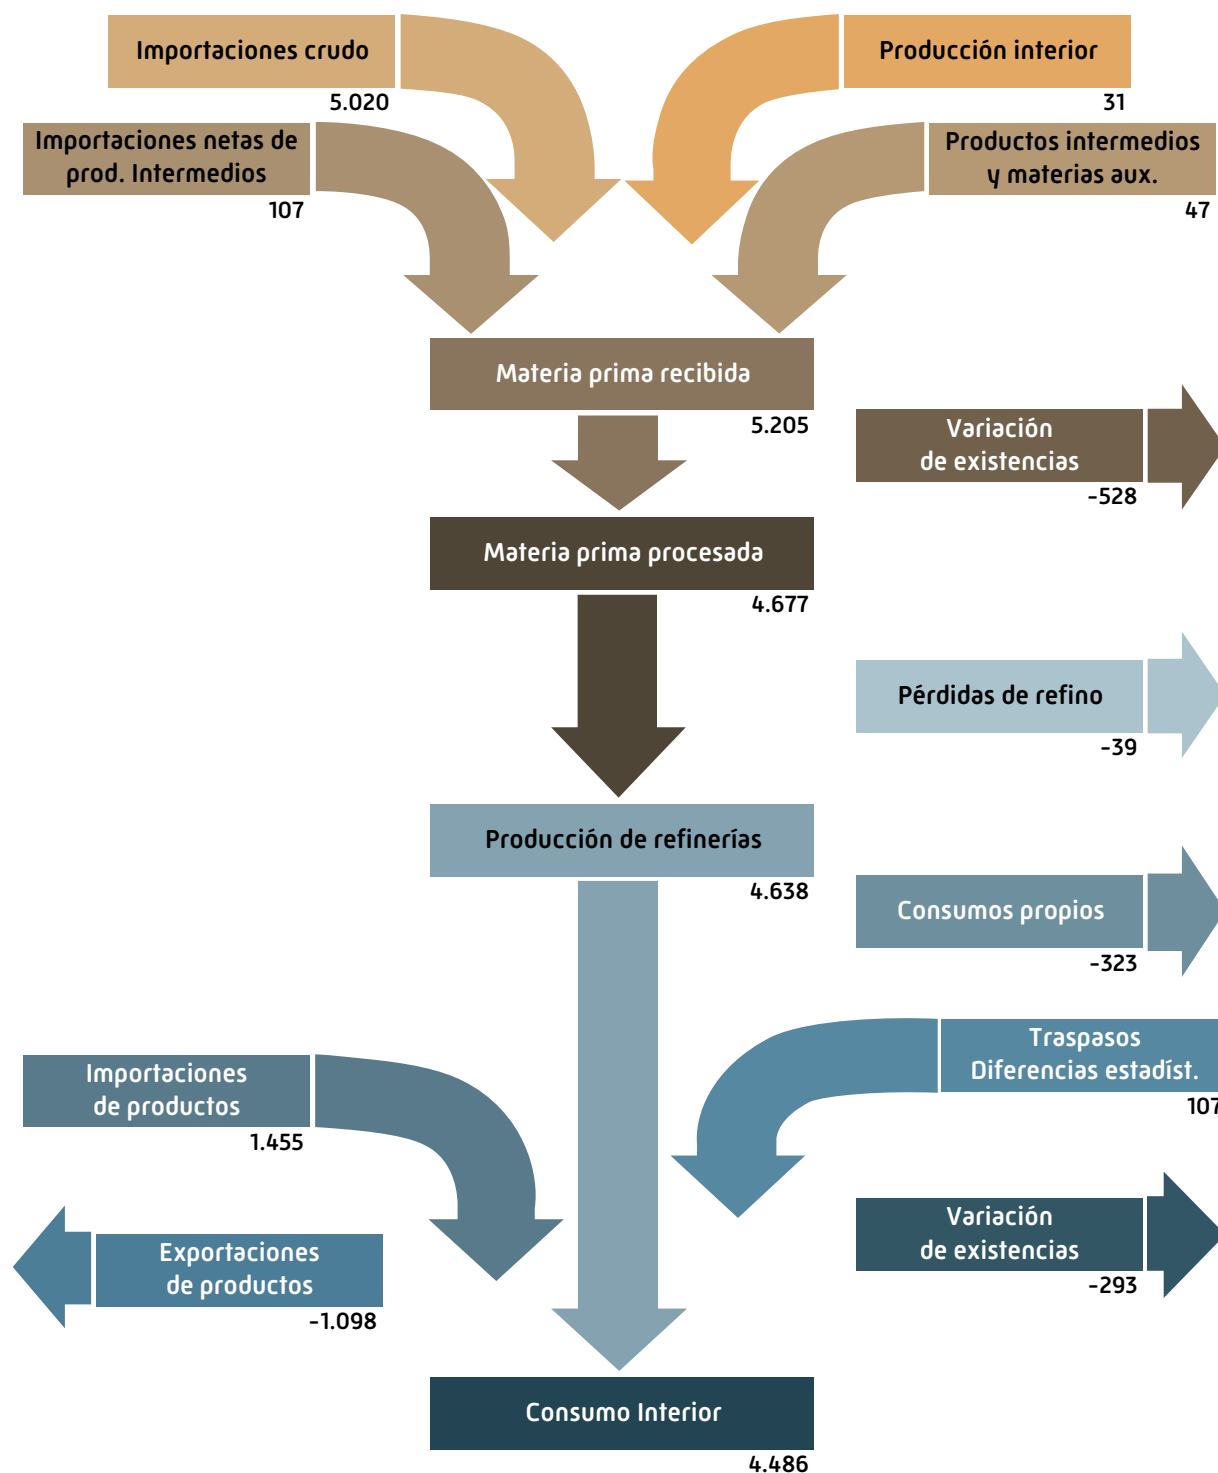 Importaciones crudo
5.020
Producción interior
31
Importaciones netas de
prod. Intermedios
107
Productos intermedios
y materias aux.
47
Materia prima recibida
5.205
Variación
de existencias
-528
Materia prima procesada
4.677
Pérdidas de refino
-39
Producción de refinerías
4.638
Consumos propios
-323
Traspasos
Diferencias estadíst.
107
Importaciones
de productos
1.455
Variación
de existencias
-293
Exportaciones
de productos
-1.098
Consumo Interior
4.486